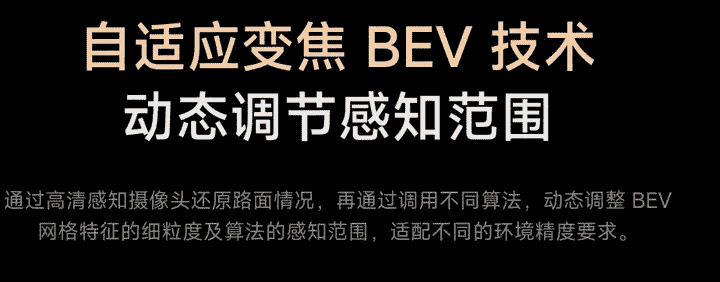 自适应变焦 BEV 技术
动态调节感知范围
通过高清感知摄像头还原路面情况，再通过调用不同算法，动态调整 BEV
网格特征的细粒度及算法的感知范围，适配不同的环境精度要求。